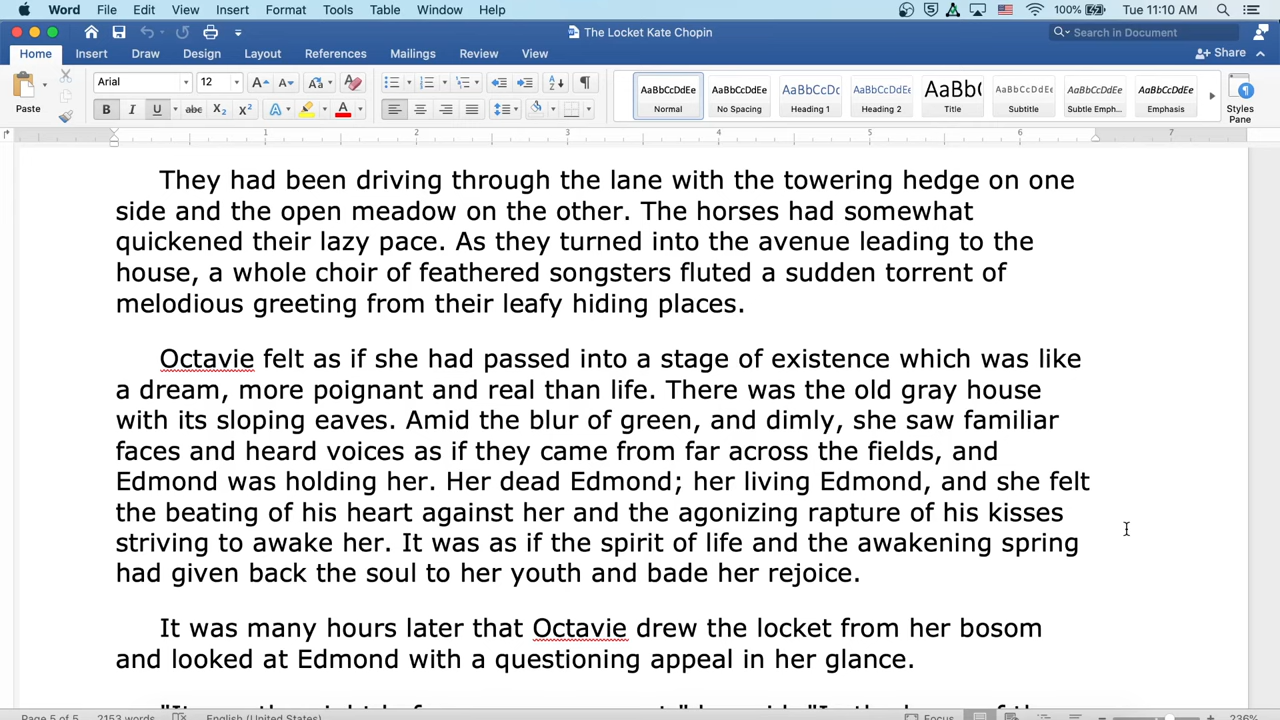 Word File Edit View Insert Format Tools Table Window Help 100% Tue 11:10 AM
The Locket Kate Chopin Search in Document
Home Insert Draw Design Layout References Mailings Review View Share
Paste Arial 12 AaBbCcDdEe AaBbCcDdEe AaBbCcDc AaBbCcDdEe AaBbC AaBbCcDdEe AaBbCcDdEe AaBbCcDdEe
Normal No Spacing Heading 1 Heading 2 Title Subtitle Subtle Emph... Emphasis Styles Pane
1 2 3 4 5 6 7
They had been driving through the lane with the towering hedge on one
side and the open meadow on the other. The horses had somewhat
quickened their lazy pace. As they turned into the avenue leading to the
house, a whole choir of feathered songsters fluted a sudden torrent of
melodious greeting from their leafy hiding places.
Octavie felt as if she had passed into a stage of existence which was like
a dream, more poignant and real than life. There was the old gray house
with its sloping eaves. Amid the blur of green, and dimly, she saw familiar
faces and heard voices as if they came from far across the fields, and
Edmond was holding her. Her dead Edmond; her living Edmond, and she felt
the beating of his heart against her and the agonizing rapture of his kisses
striving to awake her. It was as if the spirit of life and the awakening spring
had given back the soul to her youth and bade her rejoice.
It was many hours later that Octavie drew the locket from her bosom
and looked at Edmond with a questioning appeal in her glance.
Page 5 of 5 2153 words English (United States) Focus 236%